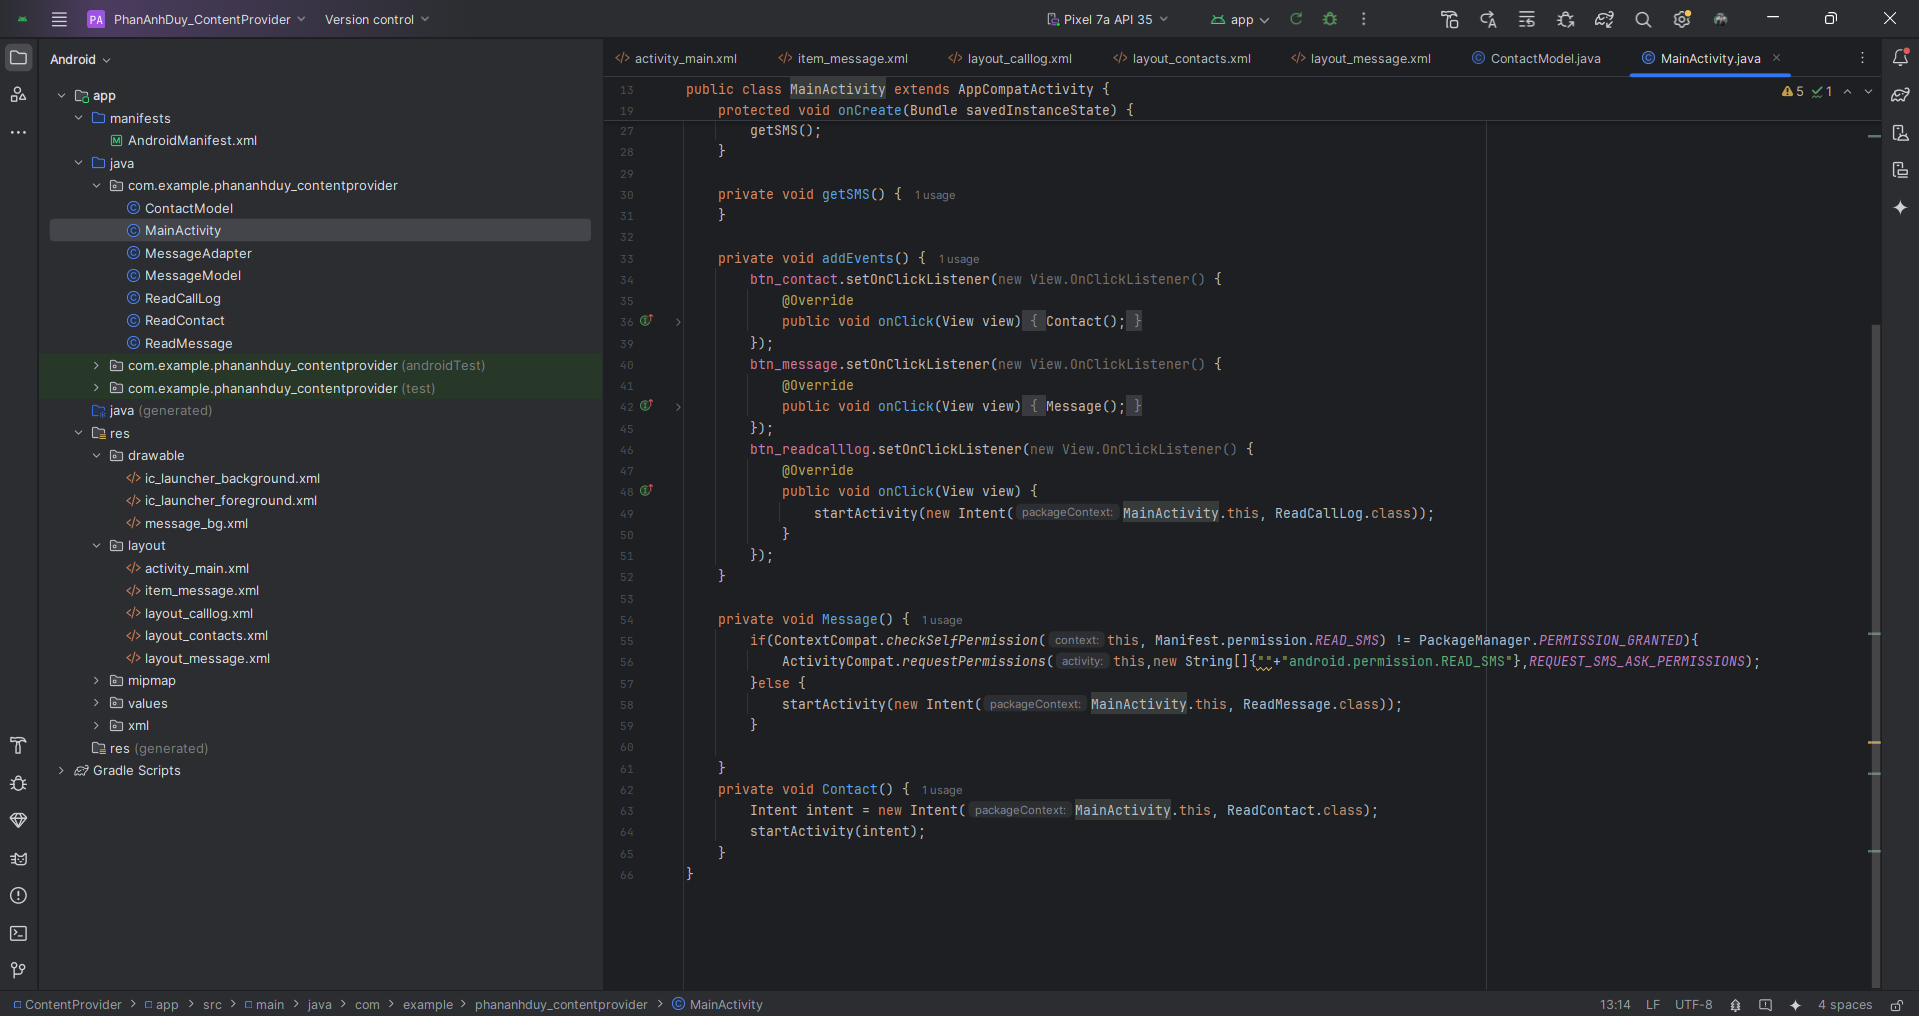 PA PhanAnhDuy_ContentProvider Version control Pixel 7a API 35 app
Android
app
manifests
AndroidManifest.xml
java
com.example.phananhduy_contentprovider
ContactModel
MainActivity
MessageAdapter
MessageModel
ReadCallLog
ReadContact
ReadMessage
com.example.phananhduy_contentprovider (androidTest)
com.example.phananhduy_contentprovider (test)
java (generated)
res
drawable
ic_launcher_background.xml
ic_launcher_foreground.xml
message_bg.xml
layout
activity_main.xml
item_message.xml
layout_calllog.xml
layout_contacts.xml
layout_message.xml
mipmap
values
xml
res (generated)
Gradle Scripts
activity_main.xml item_message.xml layout_calllog.xml layout_contacts.xml layout_message.xml ContactModel.java MainActivity.java
5 1
13 public class MainActivity extends AppCompatActivity {
19 protected void onCreate(Bundle savedInstanceState) {
27 getSMS();
28 }
29
30 private void getSMS() { 1 usage
31 }
32
33 private void addEvents() { 1 usage
34 btn_contact.setOnClickListener(new View.OnClickListener() {
35 @Override
36 public void onClick(View view) { Contact(); }
39 });
40 btn_message.setOnClickListener(new View.OnClickListener() {
41 @Override
42 public void onClick(View view) { Message(); }
45 });
46 btn_readcalllog.setOnClickListener(new View.OnClickListener() {
47 @Override
48 public void onClick(View view) {
49 startActivity(new Intent( packageContext: MainActivity.this, ReadCallLog.class));
50 }
51 });
52 }
53
54 private void Message() { 1 usage
55 if(ContextCompat.checkSelfPermission( context: this, Manifest.permission.READ_SMS) != PackageManager.PERMISSION_GRANTED){
56 ActivityCompat.requestPermissions( activity: this,new String[]{""+"android.permission.READ_SMS"},REQUEST_SMS_ASK_PERMISSIONS);
57 }else {
58 startActivity(new Intent( packageContext: MainActivity.this, ReadMessage.class));
59 }
60
61 }
62 private void Contact() { 1 usage
63 Intent intent = new Intent( packageContext: MainActivity.this, ReadContact.class);
64 startActivity(intent);
65 }
66 }
ContentProvider > app > src > main > java > com > example > phananhduy_contentprovider > MainActivity 13:14 LF UTF-8 4 spaces